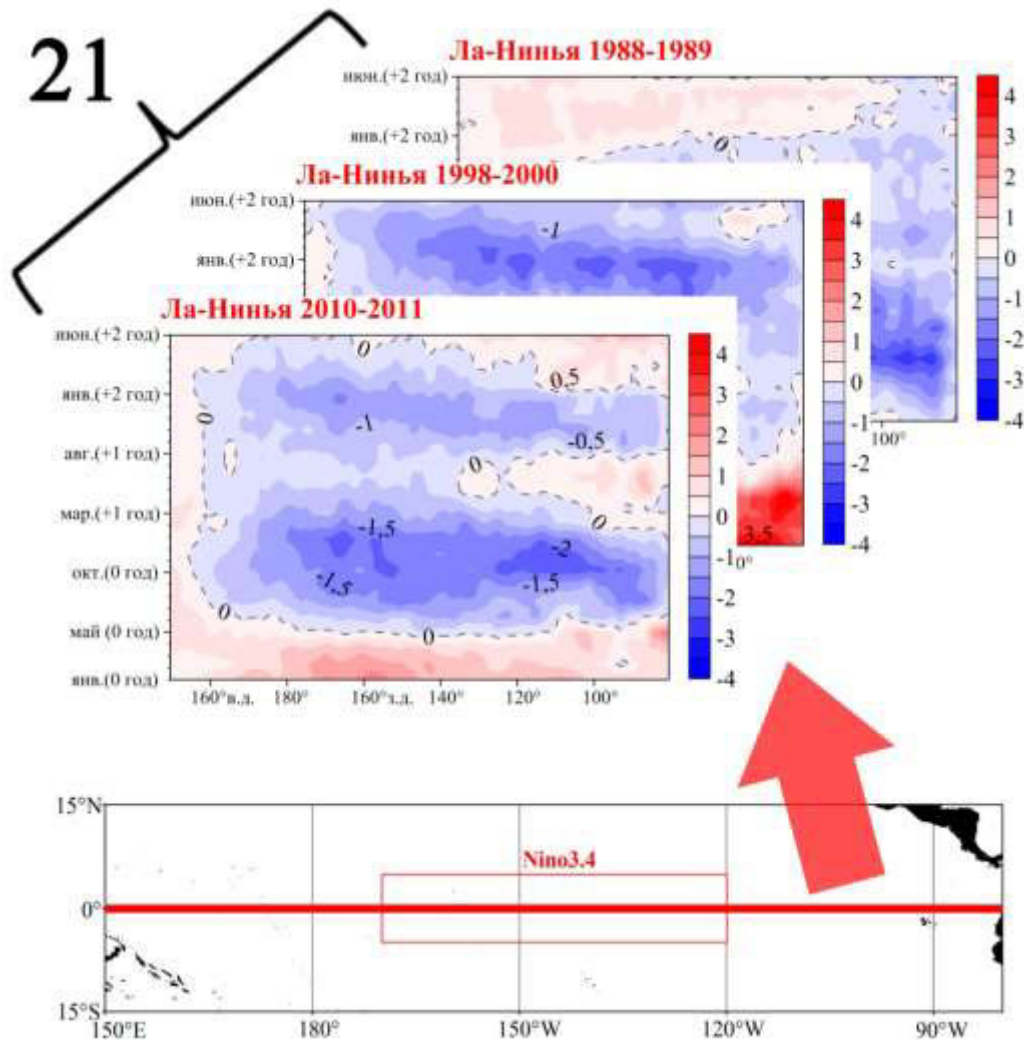 21
Ла-Нинья 1988-1989
июн.(+2 год)
янв.(+2 год)
0
4
3
2
1
0
-1
-2
-3
-4
100°
Ла-Нинья 1998-2000
июн.(+2 год)
янв.(+2 год)
-1
4
3
2
1
0
-1
-2
-3
-4
3.5
0°
Ла-Нинья 2010-2011
июн.(+2 год)
янв.(+2 год)
авг.(+1 год)
мар.(+1 год)
окт.(0 год)
май (0 год)
янв.(0 год)
0
0,5
0
-1
-0,5
0
0
-1,5
-2
-1,5
-1,5
0
0
4
3
2
1
0
-1
-2
-3
-4
160°в.д. 180° 160°з.д. 140° 120° 100°
15°N
Nino3.4
0°
15°S
150°E 180° 150°W 120°W 90°W